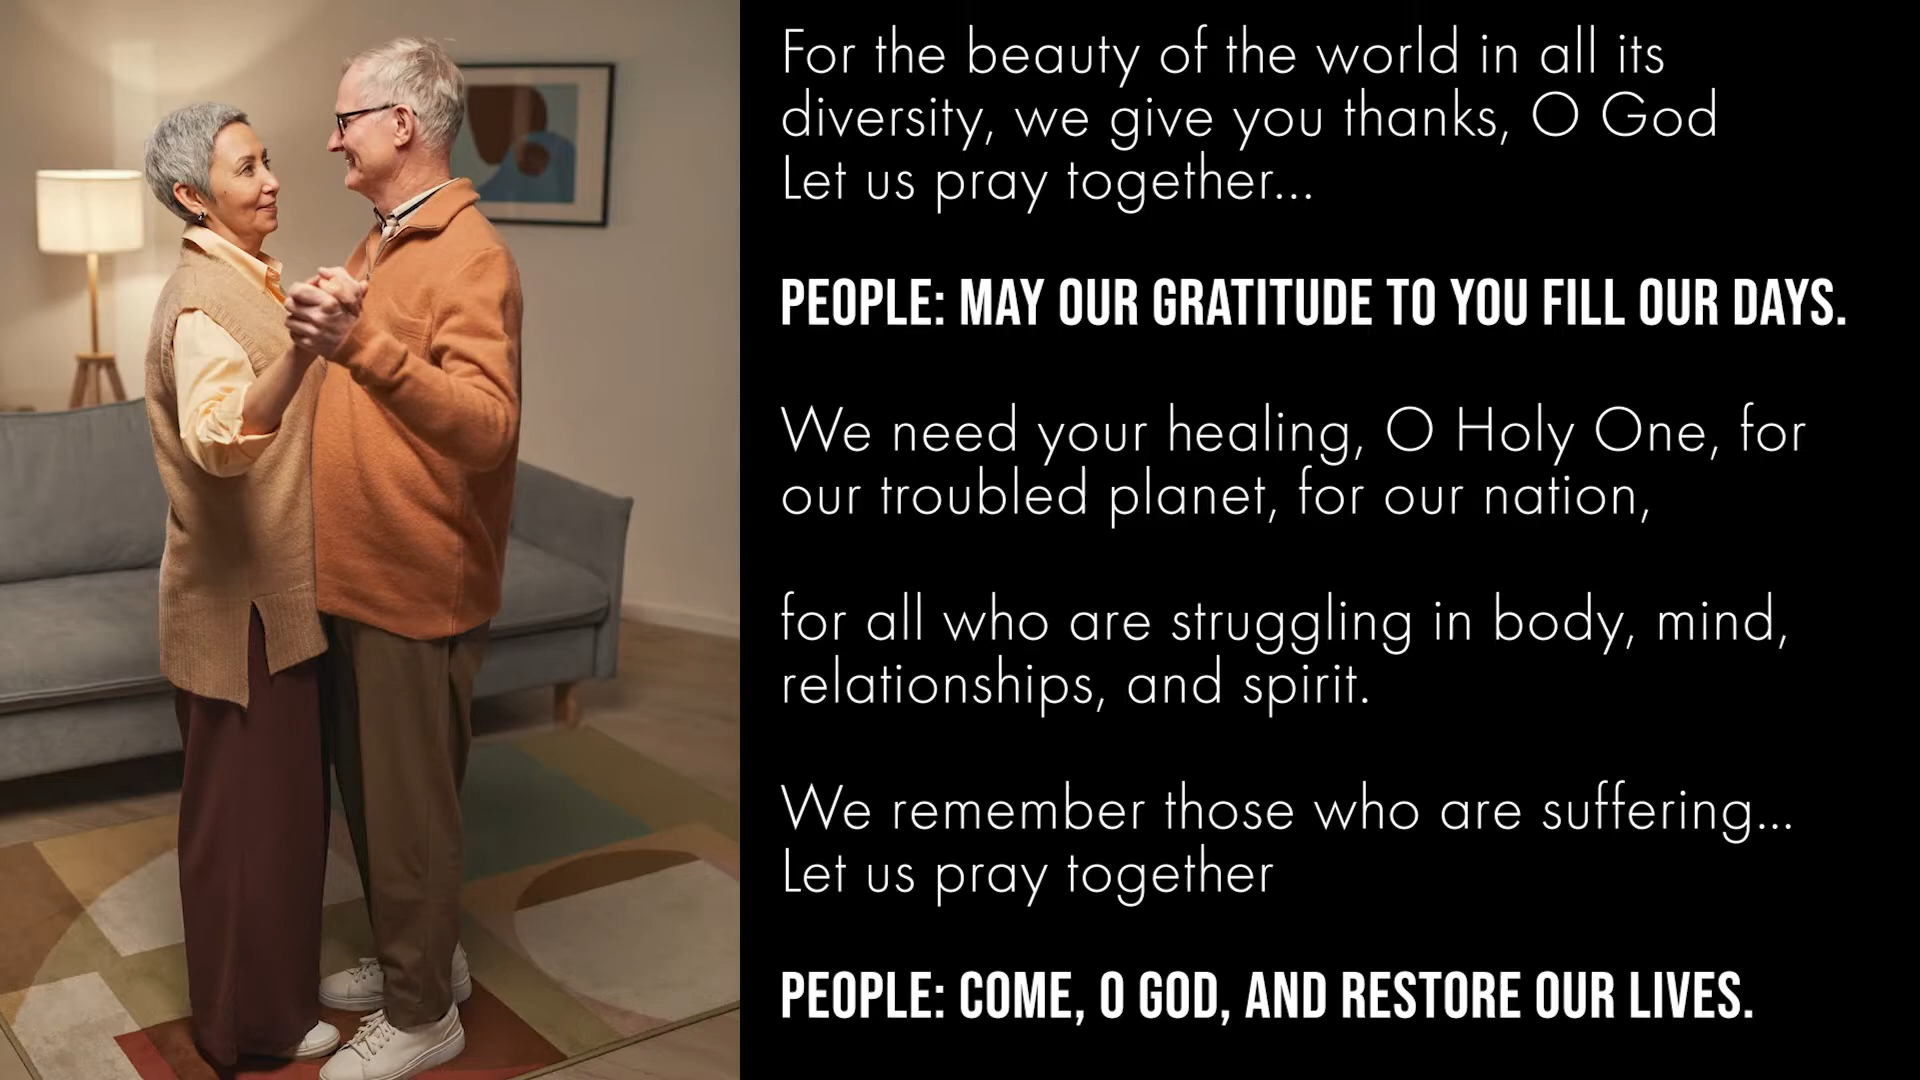 For the beauty of the world in all its
diversity, we give you thanks, O God
Let us pray together...
PEOPLE: MAY OUR GRATITUDE TO YOU FILL OUR DAYS.
We need your healing, O Holy One, for
our troubled planet, for our nation,
for all who are struggling in body, mind,
relationships, and spirit.
We remember those who are suffering...
Let us pray together
PEOPLE: COME, O GOD, AND RESTORE OUR LIVES.